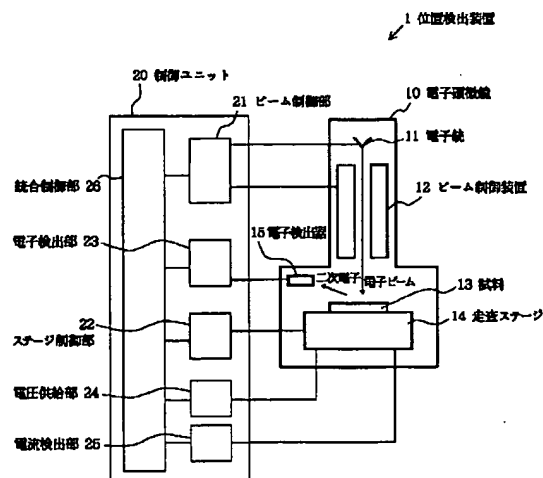 1 位置検出装置
20 制御ユニット
21 ビーム制御部
10 電子顕微鏡
11 電子銃
12 ビーム制御装置
統合制御部 26
電子検出部 23
15 電子検出器
二次電子
電子ビーム
13 試料
22
ステージ制御部
14 走査ステージ
電圧供給部 24
電流検出部 25